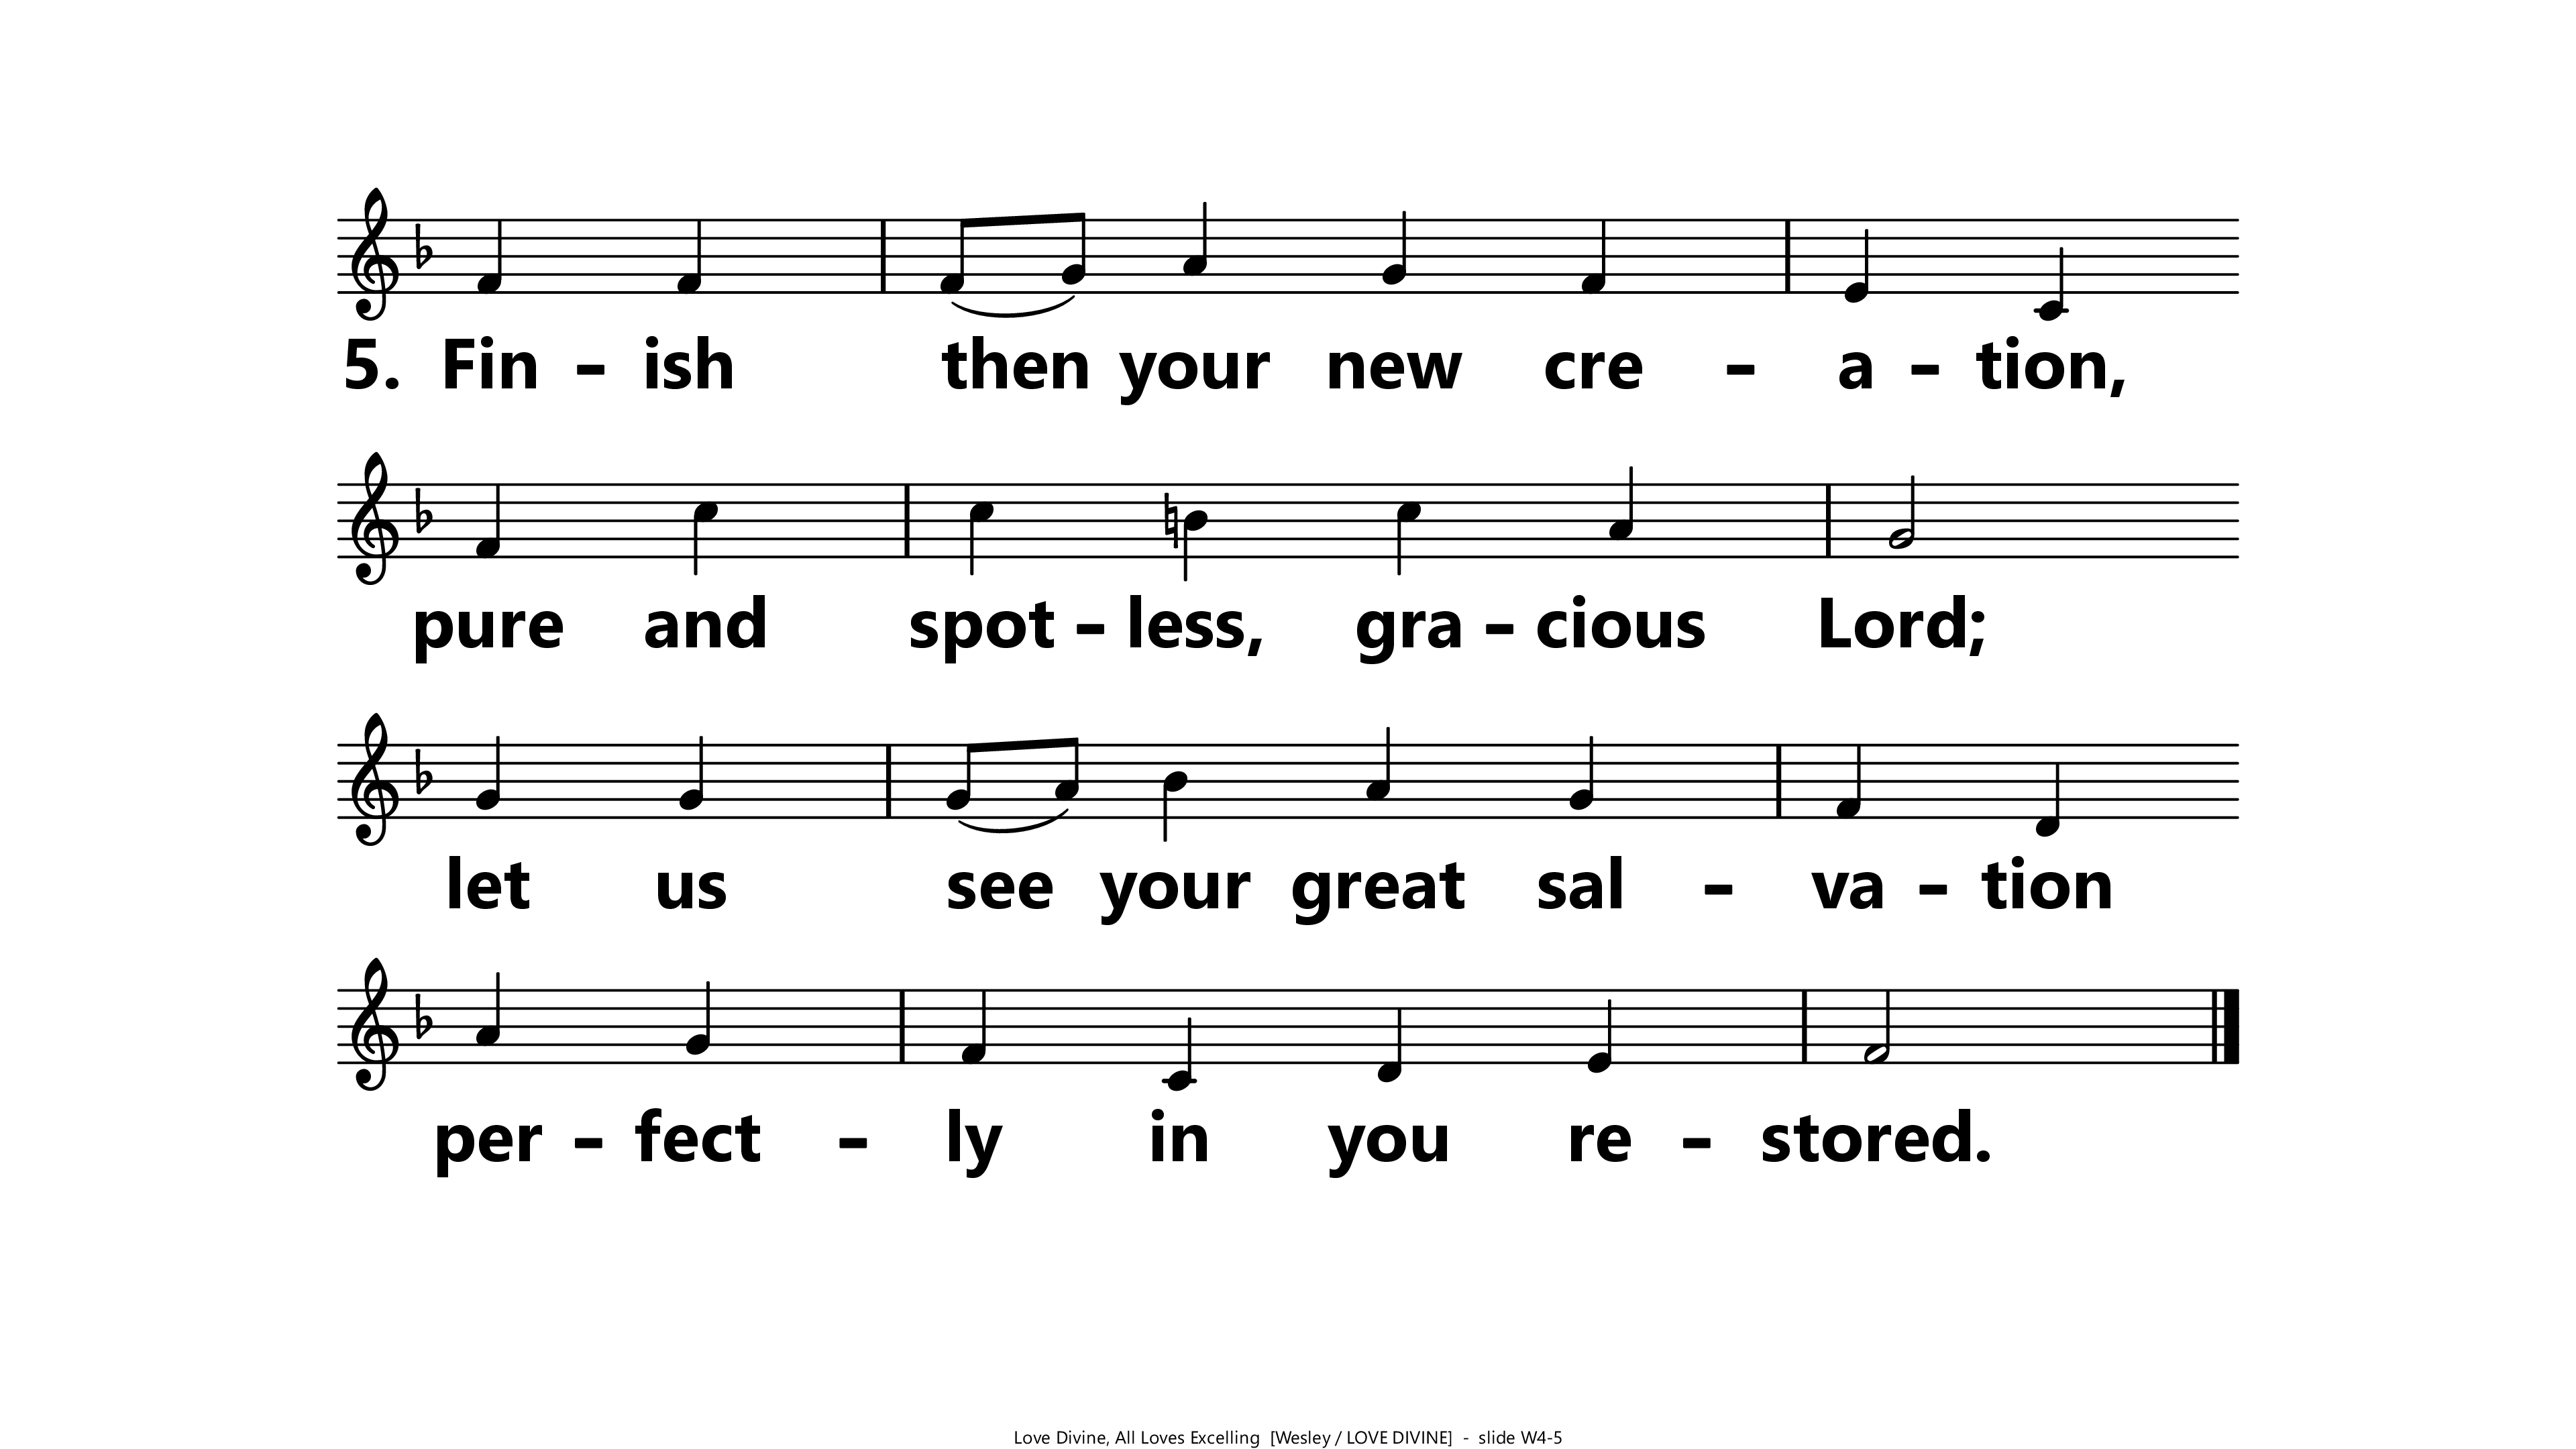 5. Fin - ish then your new cre - a - tion,
pure and spot - less, gra - cious Lord;
let us see your great sal - va - tion
per - fect - ly in you re - stored.
Love Divine, All Loves Excelling [Wesley / LOVE DIVINE] - slide W4-5